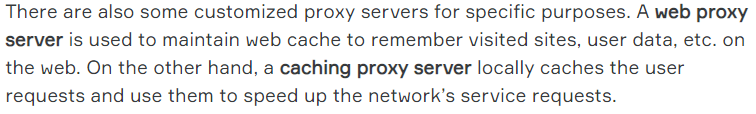 There are also some customized proxy servers for specific purposes. A web proxy
server is used to maintain web cache to remember visited sites, user data, etc. on
the web. On the other hand, a caching proxy server locally caches the user
requests and use them to speed up the network’s service requests.